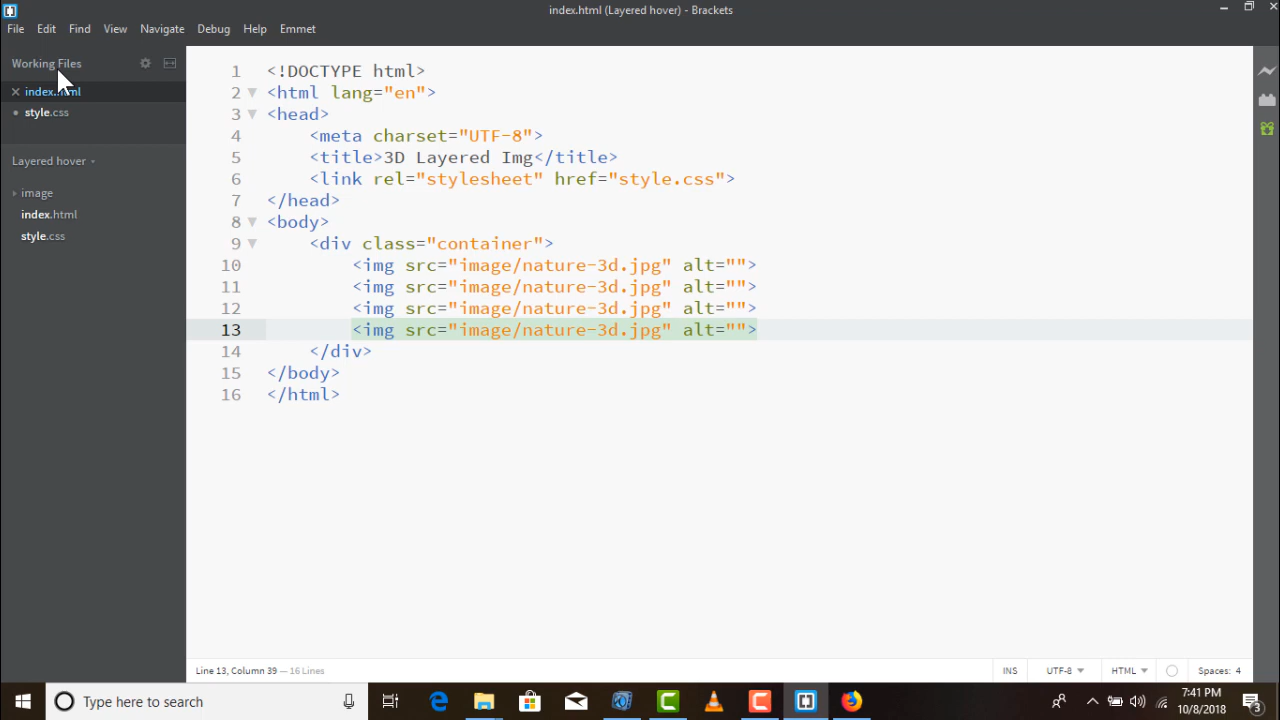 index.html (Layered hover) - Brackets
File Edit Find View Navigate Debug Help Emmet
Working Files
index.html
style.css
Layered hover
image
index.html
style.css
1 <!DOCTYPE html>
2 <html lang="en">
3 <head>
4 <meta charset="UTF-8">
5 <title>3D Layered Img</title>
6 <link rel="stylesheet" href="style.css">
7 </head>
8 <body>
9 <div class="container">
10 <img src="image/nature-3d.jpg" alt="">
11 <img src="image/nature-3d.jpg" alt="">
12 <img src="image/nature-3d.jpg" alt="">
13 <img src="image/nature-3d.jpg" alt="">
14 </div>
15 </body>
16 </html>
Line 13, Column 39 — 16 Lines
INS UTF-8 HTML Spaces: 4
Type here to search
7:41 PM
10/8/2018
3